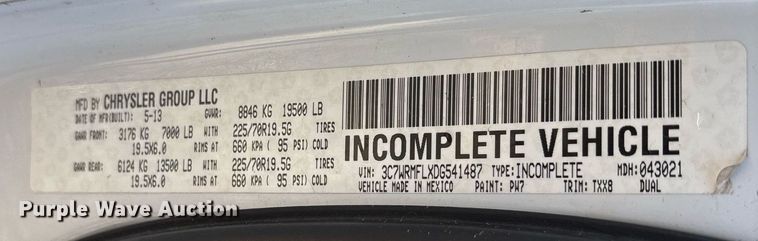 MFD BY CHRYSLER GROUP LLC
DATE OF MFR(BUILT): 5-13 GVWR: 8846 KG 19500 LB
GAWR FRONT: 3176 KG 7000 LB WITH 225/70R19.5G TIRES
19.5X6.0 RIMS AT 660 KPA ( 95 PSI) COLD
GAWR REAR: 6124 KG 13500 LB WITH 225/70R19.5G TIRES
19.5X6.0 RIMS AT 660 KPA ( 95 PSI) COLD
INCOMPLETE VEHICLE
VIN: 3C7WRMFLXDG541487 TYPE: INCOMPLETE MDH: 043021
VEHICLE MADE IN MEXICO PAINT: PW7 TRIM: TXX8 DUAL
Purple Wave Auction